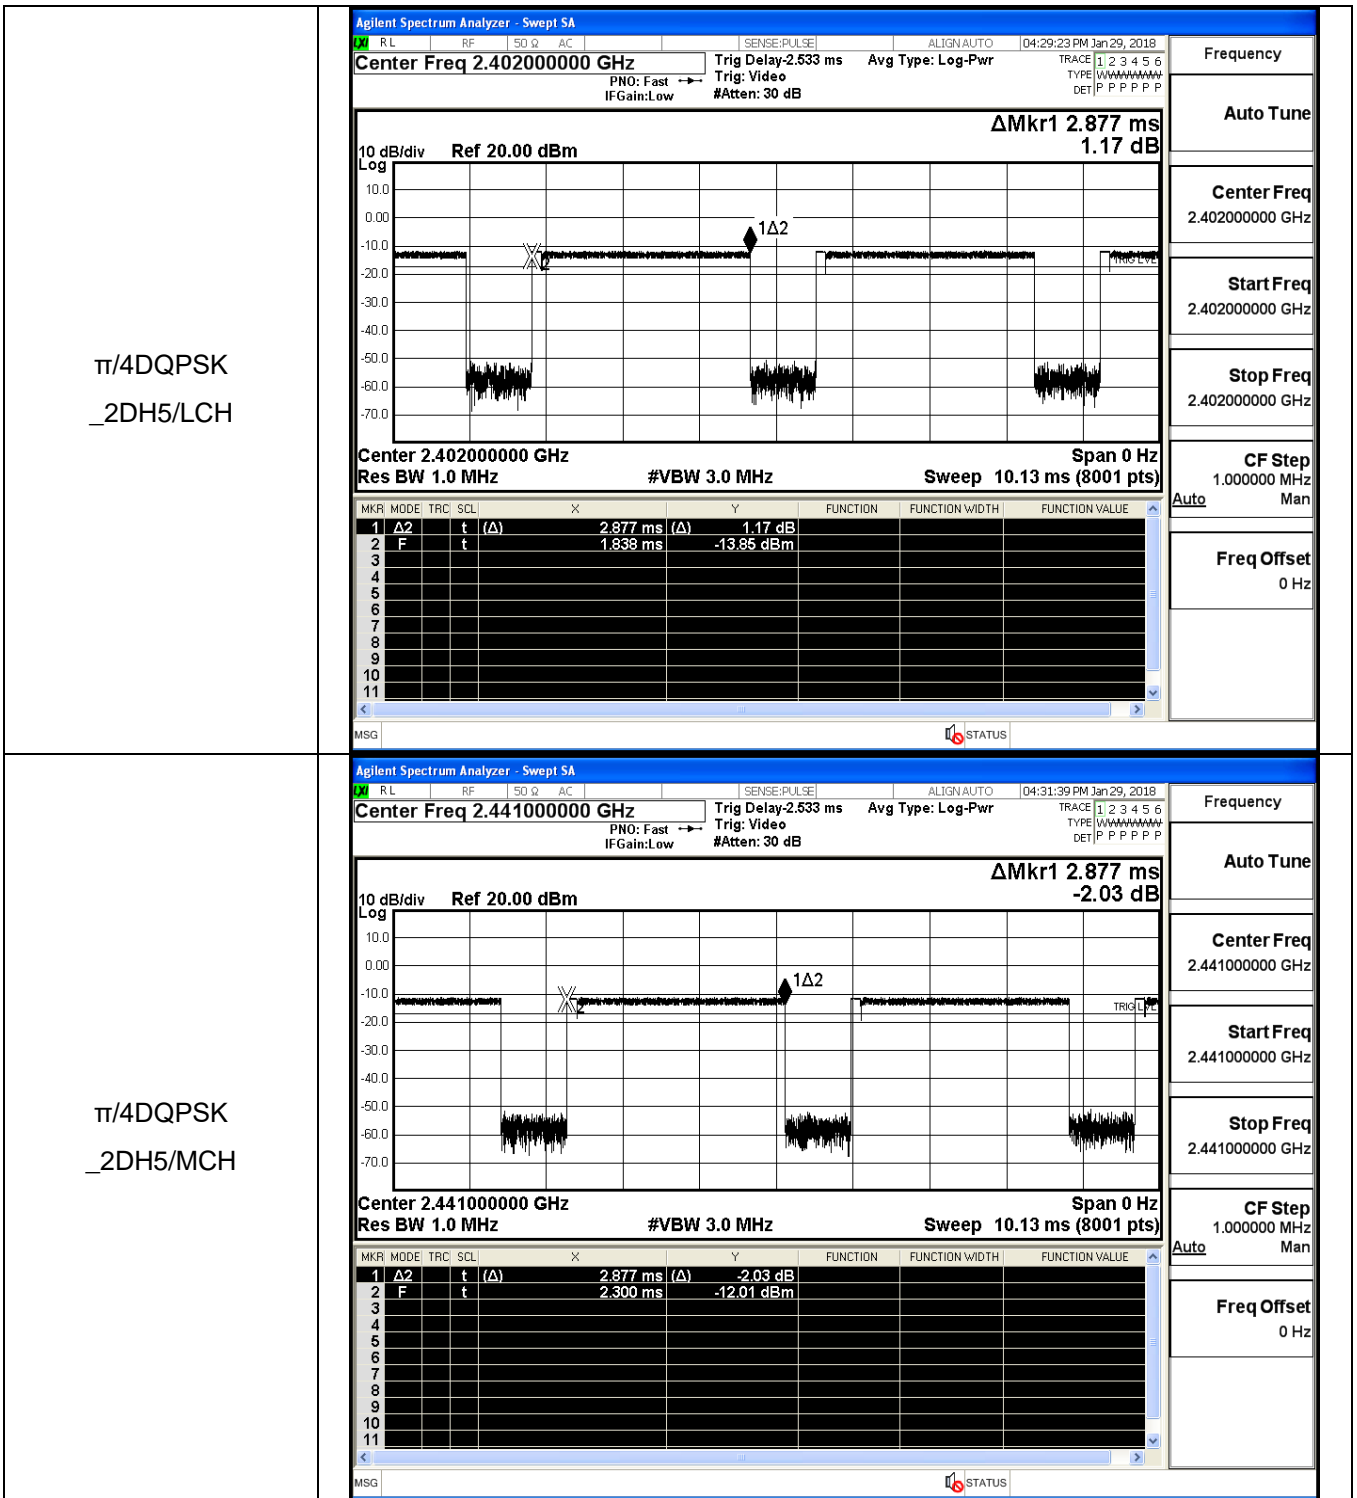 π/4DQPSK
_2DH5/LCH
Agilent Spectrum Analyzer - Swept SA
LXI RL RF 50 Ω AC SENSE:PULSE ALIGN AUTO 04:29:23 PM Jan 29, 2018
Center Freq 2.402000000 GHz
PNO: Fast
IFGain:Low
Trig Delay-2.533 ms
Trig: Video
#Atten: 30 dB
Avg Type: Log-Pwr
TRACE 1 2 3 4 5 6
TYPE WWWWWW
DET P P P P P P
ΔMkr1 2.877 ms
1.17 dB
10 dB/div Ref 20.00 dBm
Log
10.0
0.00
-10.0
-20.0
-30.0
-40.0
-50.0
-60.0
-70.0
1Δ2
2
TRIG LVL
Center 2.402000000 GHz Span 0 Hz
Res BW 1.0 MHz #VBW 3.0 MHz Sweep 10.13 ms (8001 pts)
MKR MODE TRC SCL X Y FUNCTION FUNCTION WIDTH FUNCTION VALUE
1 Δ2 t (Δ) 2.877 ms (Δ) 1.17 dB
2 F t 1.838 ms -13.85 dBm
3
4
5
6
7
8
9
10
11
MSG STATUS
Frequency
Auto Tune
Center Freq
2.402000000 GHz
Start Freq
2.402000000 GHz
Stop Freq
2.402000000 GHz
CF Step
1.000000 MHz
Auto Man
Freq Offset
0 Hz
π/4DQPSK
_2DH5/MCH
Agilent Spectrum Analyzer - Swept SA
LXI RL RF 50 Ω AC SENSE:PULSE ALIGN AUTO 04:31:39 PM Jan 29, 2018
Center Freq 2.441000000 GHz
PNO: Fast
IFGain:Low
Trig Delay-2.533 ms
Trig: Video
#Atten: 30 dB
Avg Type: Log-Pwr
TRACE 1 2 3 4 5 6
TYPE WWWWWW
DET P P P P P P
ΔMkr1 2.877 ms
-2.03 dB
10 dB/div Ref 20.00 dBm
Log
10.0
0.00
-10.0
-20.0
-30.0
-40.0
-50.0
-60.0
-70.0
1Δ2
2
TRIG LVL
Center 2.441000000 GHz Span 0 Hz
Res BW 1.0 MHz #VBW 3.0 MHz Sweep 10.13 ms (8001 pts)
MKR MODE TRC SCL X Y FUNCTION FUNCTION WIDTH FUNCTION VALUE
1 Δ2 t (Δ) 2.877 ms (Δ) -2.03 dB
2 F t 2.300 ms -12.01 dBm
3
4
5
6
7
8
9
10
11
MSG STATUS
Frequency
Auto Tune
Center Freq
2.441000000 GHz
Start Freq
2.441000000 GHz
Stop Freq
2.441000000 GHz
CF Step
1.000000 MHz
Auto Man
Freq Offset
0 Hz